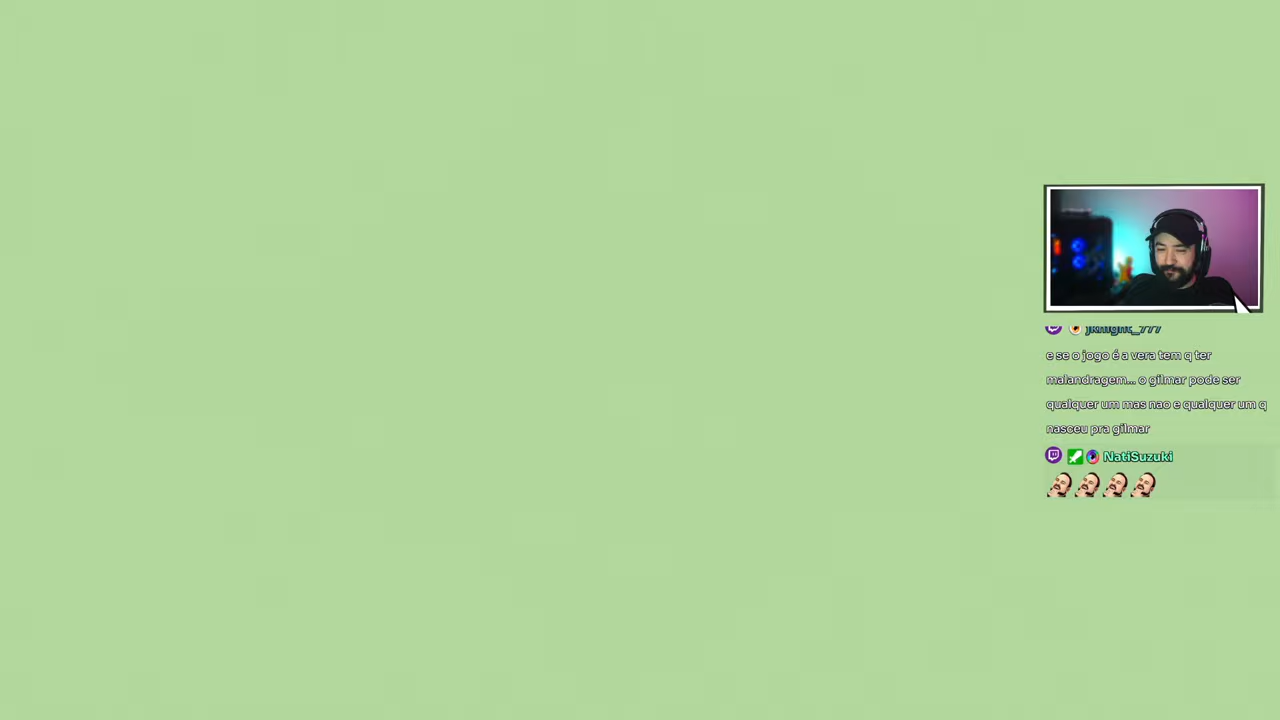 jknight_777
e se o jogo é a vera tem q ter
malandragem... o gilmar pode ser
qualquer um mas nao e qualquer um q
nasceu pra gilmar
NatiSuzuki